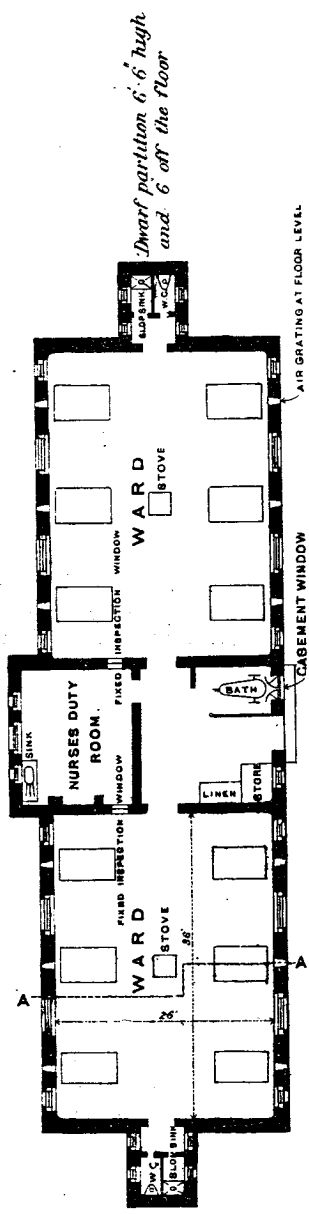 Dwarf partition 6'.6" high
and 6" off the floor
SLOP SINK
W.C.
AIR GRATING AT FLOOR LEVEL
WARD
STOVE
FIXED INSPECTION WINDOW
CASEMENT WINDOW
BATH
SINK
NURSES DUTY
ROOM.
LINEN
STORE
FIXED INSPECTION WINDOW
WARD
STOVE
36'
26'
A
A
W.C
SLOP SINK